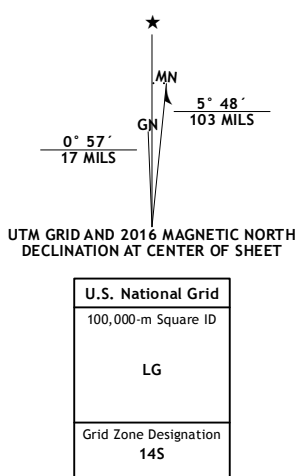 MN
GN
5° 48´
103 MILS
0° 57´
17 MILS
UTM GRID AND 2016 MAGNETIC NORTH
DECLINATION AT CENTER OF SHEET
U.S. National Grid
100,000-m Square ID
LG
Grid Zone Designation
14S